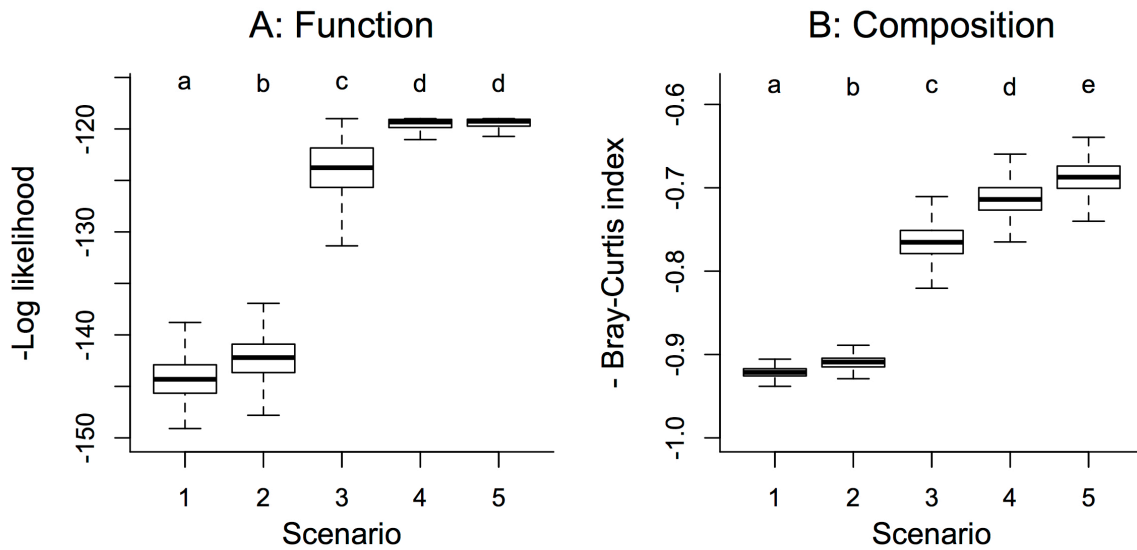 A: Function
a b c d d
-Log likelihood
-120
-130
-140
-150
1 2 3 4 5
Scenario
B: Composition
a b c d e
- Bray-Curtis index
-0.6
-0.7
-0.8
-0.9
-1.0
1 2 3 4 5
Scenario